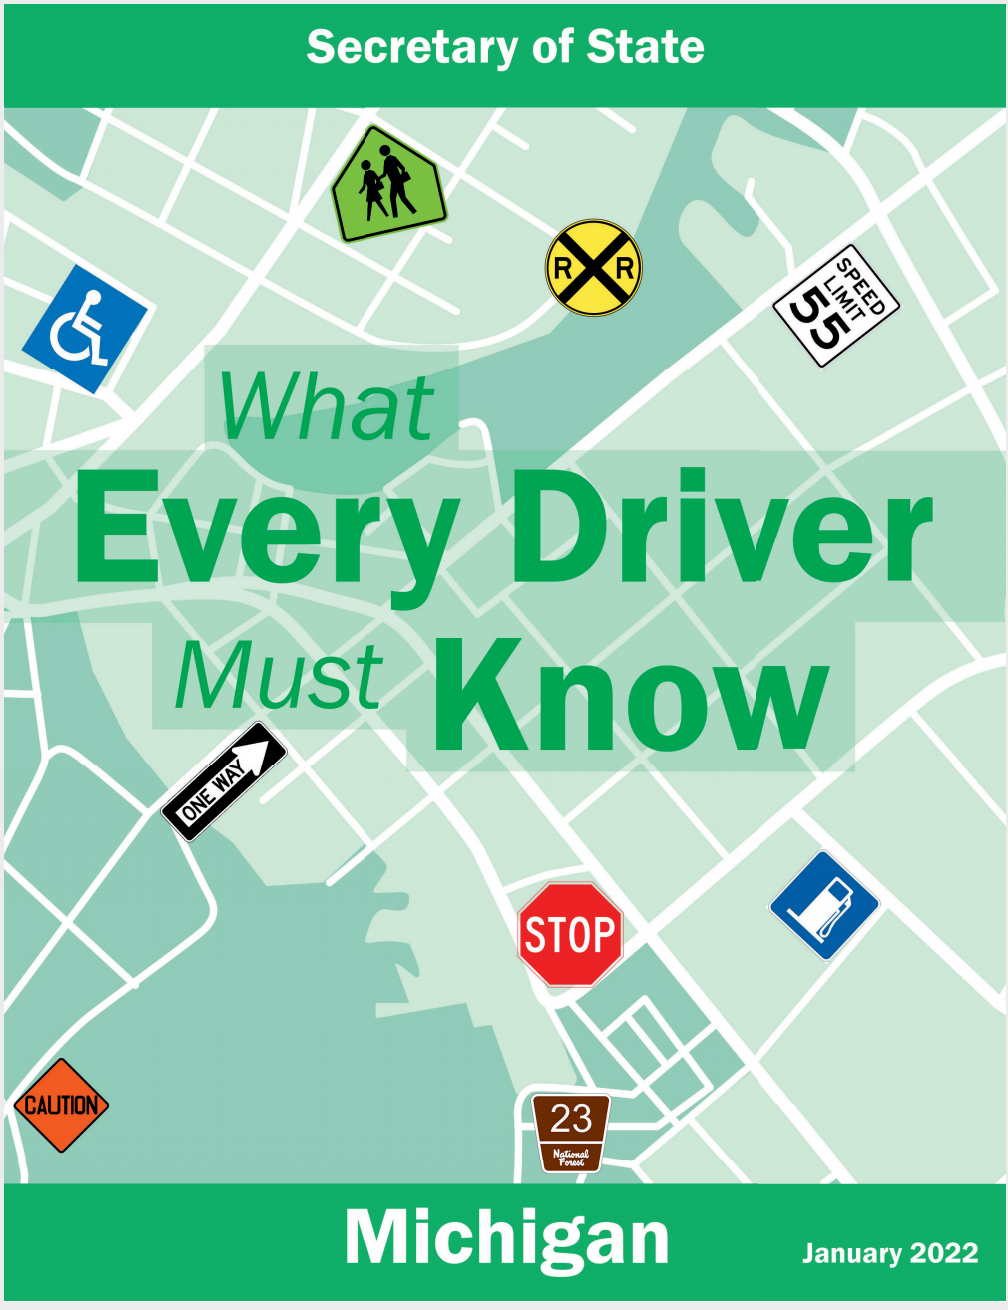 Secretary of State
R R
SPEED
LIMIT
55
What
Every Driver
Must Know
ONE WAY
STOP
CAUTION
23
National
Forest
Michigan
January 2022